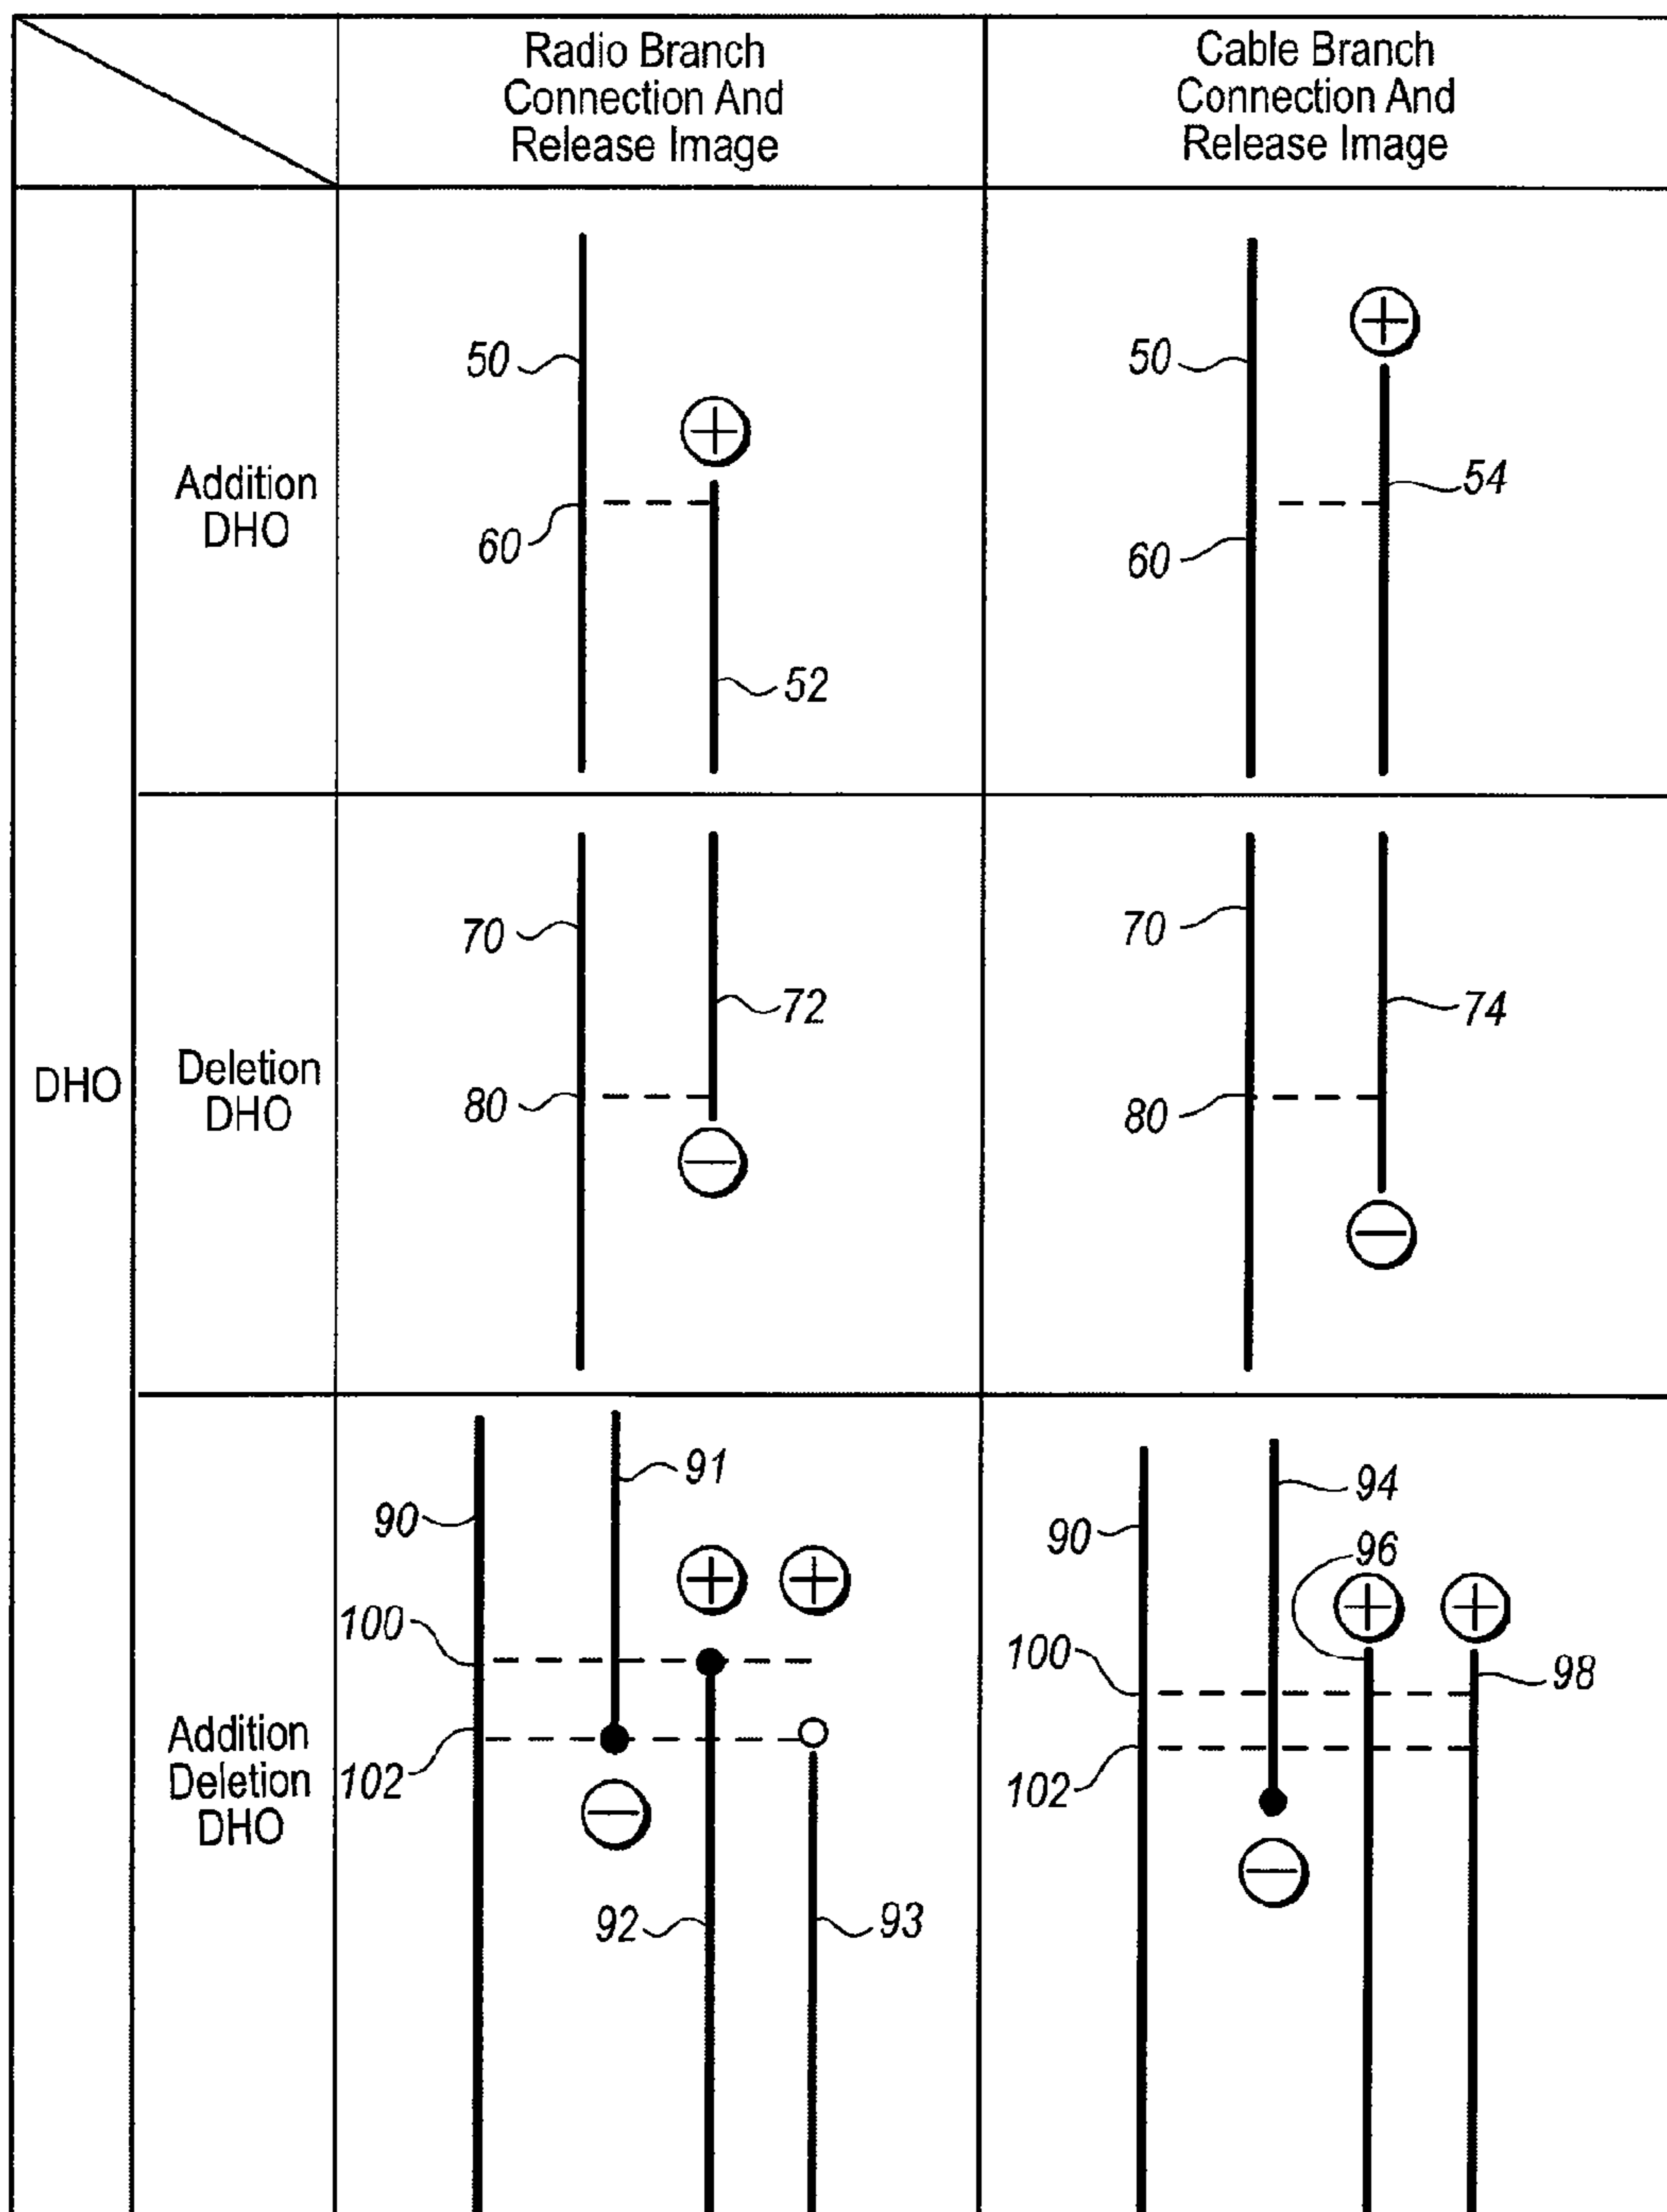 Radio Branch
Connection And
Release Image
Cable Branch
Connection And
Release Image
DHO
Addition
DHO
50
60
52
50
60
54
Deletion
DHO
70
80
72
70
80
74
Addition
Deletion
DHO
90
91
100
102
92
93
90
94
96
100
102
98